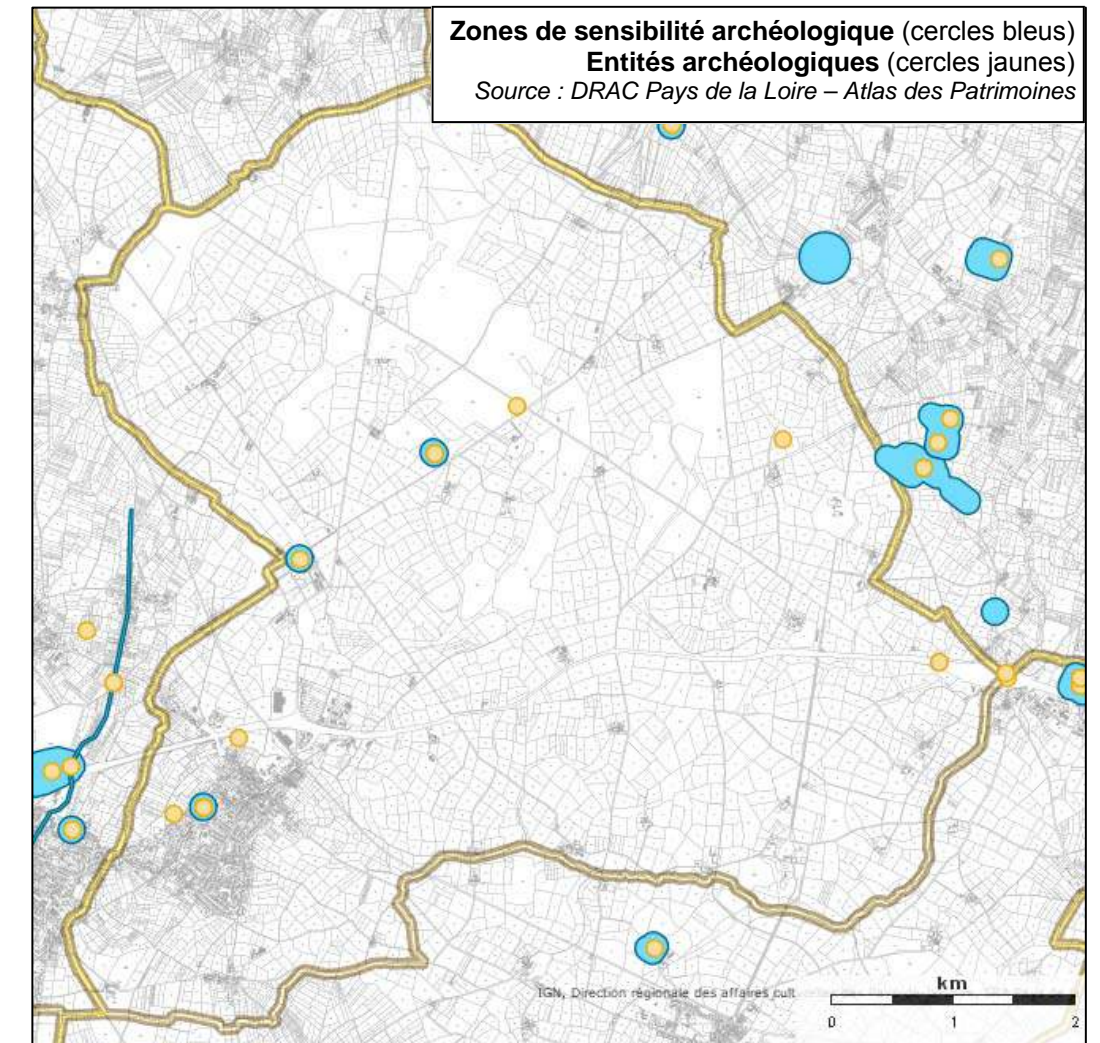 Zones de sensibilité archéologique (cercles bleus)
Entités archéologiques (cercles jaunes)
Source : DRAC Pays de la Loire – Atlas des Patrimoines
IGN, Direction régionale des affaires cult
km
0 1 2